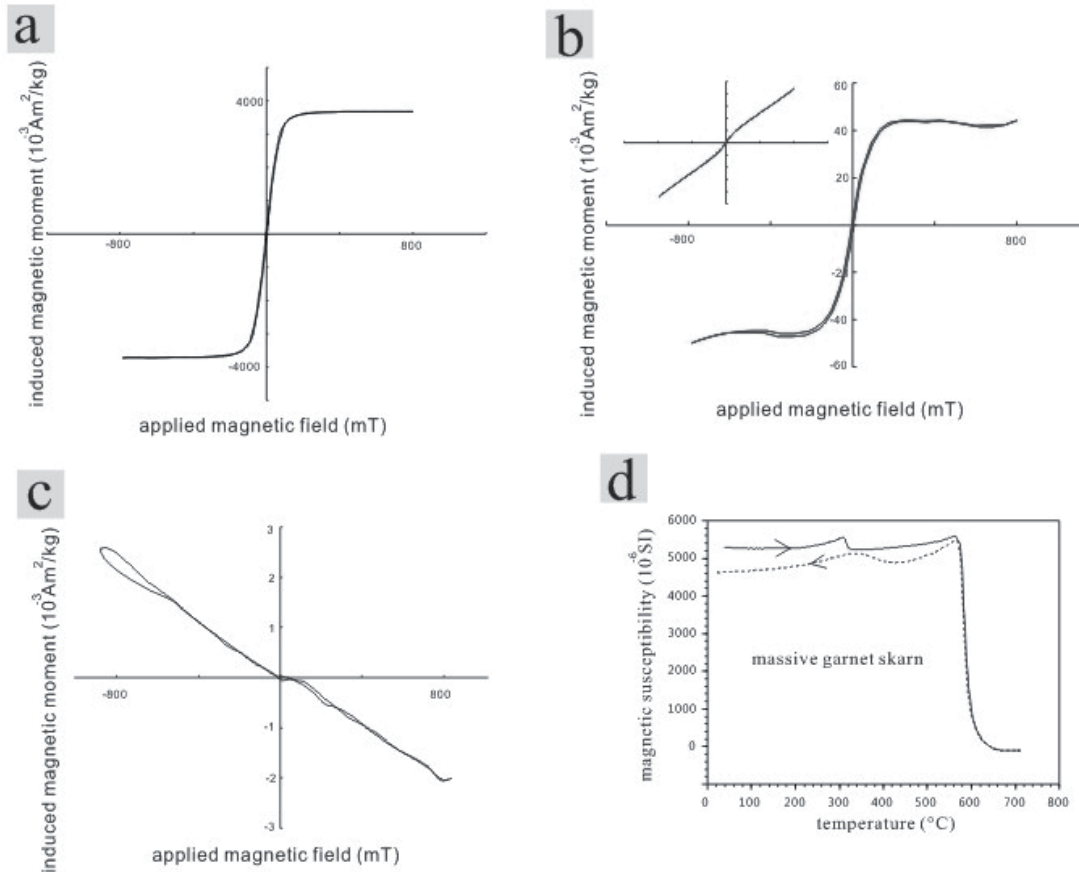 a
induced magnetic moment (10⁻³Am²/kg)
4000
-800
800
-4000
applied magnetic field (mT)
b
induced magnetic moment (10⁻³Am²/kg)
60
40
20
-800
800
-20
-40
-60
applied magnetic field (mT)
c
induced magnetic moment (10⁻³Am²/kg)
3
2
1
-800
800
-1
-2
-3
applied magnetic field (mT)
d
magnetic susceptibility (10⁻⁶SI)
6000
5000
4000
3000
2000
1000
0
massive garnet skarn
0 100 200 300 400 500 600 700 800
temperature (°C)